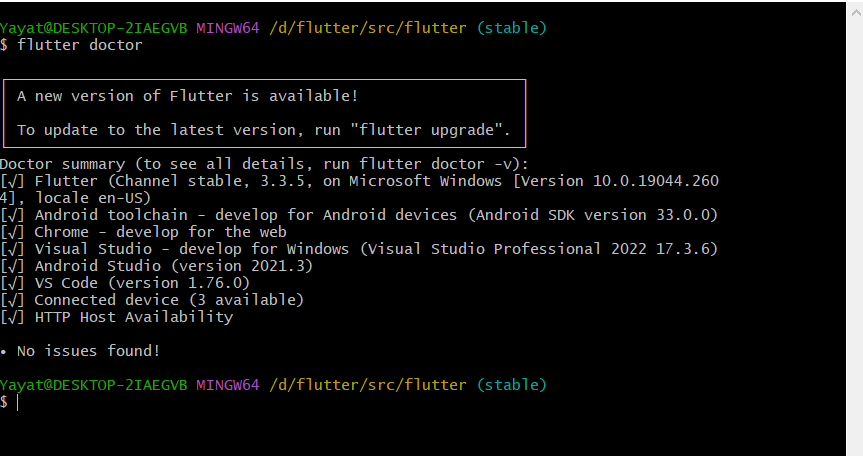 Yayat@DESKTOP-2IAEGVB MINGW64 /d/flutter/src/flutter (stable)
$ flutter doctor
A new version of Flutter is available!
To update to the latest version, run "flutter upgrade".
Doctor summary (to see all details, run flutter doctor -v):
[√] Flutter (Channel stable, 3.3.5, on Microsoft Windows [Version 10.0.19044.260
4], locale en-US)
[√] Android toolchain - develop for Android devices (Android SDK version 33.0.0)
[√] Chrome - develop for the web
[√] Visual Studio - develop for Windows (Visual Studio Professional 2022 17.3.6)
[√] Android Studio (version 2021.3)
[√] VS Code (version 1.76.0)
[√] Connected device (3 available)
[√] HTTP Host Availability
• No issues found!
Yayat@DESKTOP-2IAEGVB MINGW64 /d/flutter/src/flutter (stable)
$